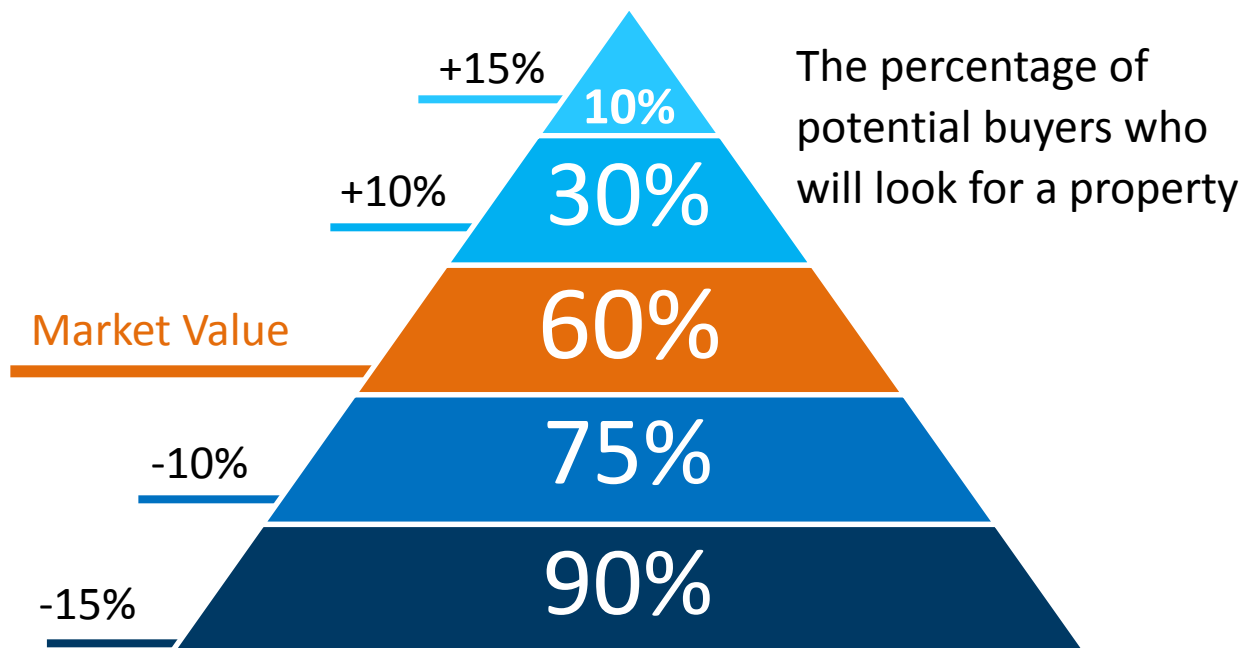 +15%
10%
The percentage of
potential buyers who
will look for a property
+10%
30%
Market Value
60%
-10%
75%
-15%
90%